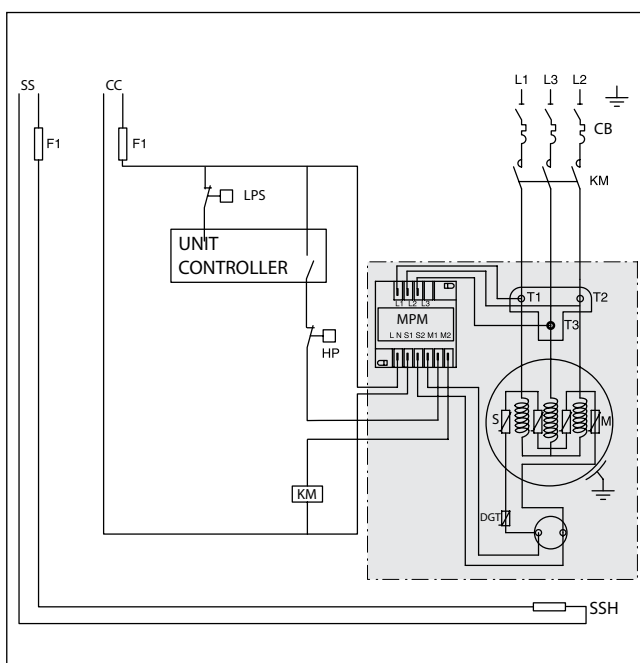 SS
CC
L1 L3 L2
F1
F1
CB
KM
LPS
UNIT
CONTROLLER
L1 L2 L3
MPM
L N S1 S2 M1 M2
T1
T2
T3
HP
S
M
KM
DGT
SSH